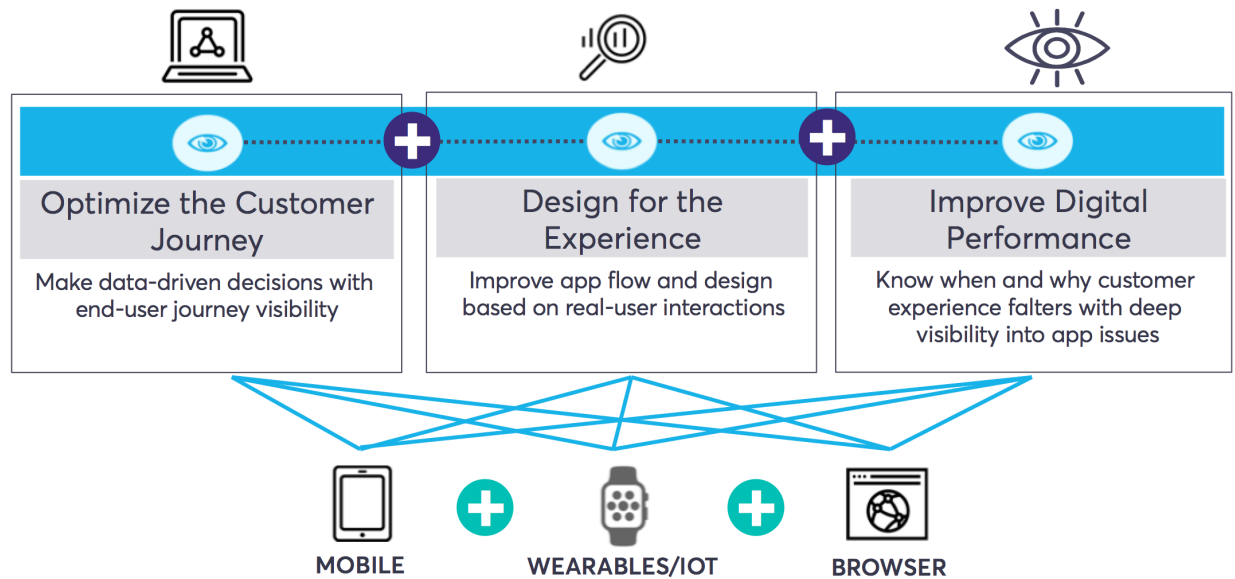 Optimize the Customer
Journey
Make data-driven decisions with
end-user journey visibility
Design for the
Experience
Improve app flow and design
based on real-user interactions
Improve Digital
Performance
Know when and why customer
experience falters with deep
visibility into app issues
MOBILE
WEARABLES/IOT
BROWSER